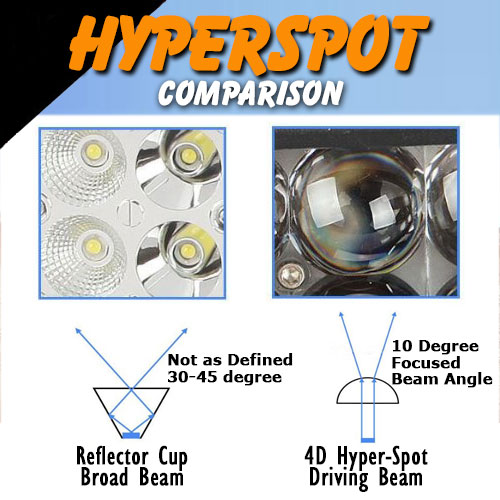 HYPERSPOT
COMPARISON
Not as Defined
30-45 degree
10 Degree
Focused
Beam Angle
Reflector Cup
Broad Beam
4D Hyper-Spot
Driving Beam